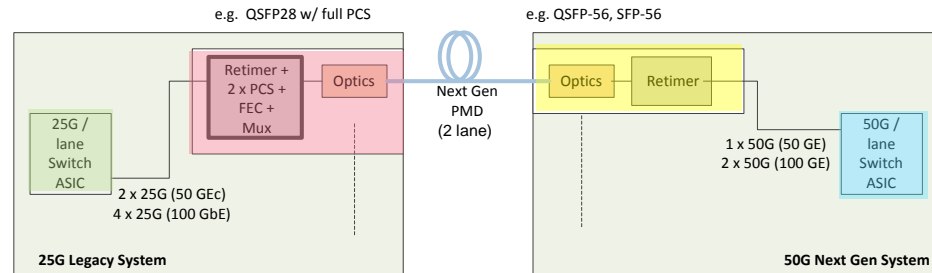 e.g.  QSFP28 w/ full PCS
e.g. QSFP-56, SFP-56
Retimer +
2 x PCS +
FEC +
Mux
Optics
Next Gen
PMD
(2 lane)
Optics
Retimer
25G /
lane
Switch
ASIC
2 x 25G (50 GEc)
4 x 25G (100 GbE)
1 x 50G (50 GE)
2 x 50G (100 GE)
50G /
lane
Switch
ASIC
25G Legacy System
50G Next Gen System